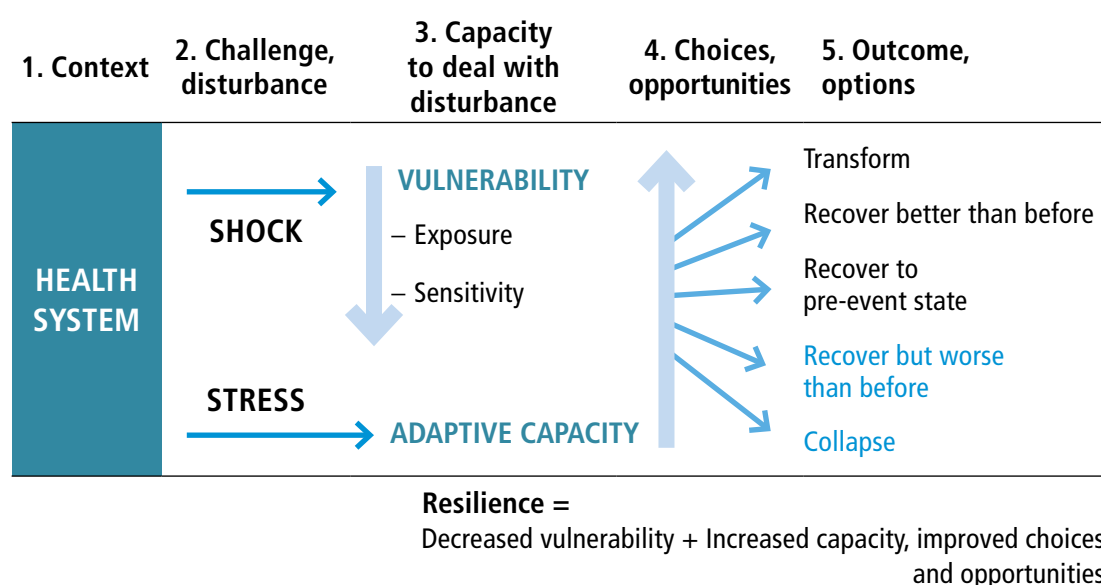 1. Context
2. Challenge,
disturbance
3. Capacity
to deal with
disturbance
4. Choices,
opportunities
5. Outcome,
options
HEALTH
SYSTEM
SHOCK
STRESS
VULNERABILITY
– Exposure
– Sensitivity
ADAPTIVE CAPACITY
Transform
Recover better than before
Recover to
pre-event state
Recover but worse
than before
Collapse
Resilience =
Decreased vulnerability + Increased capacity, improved choices
and opportunities